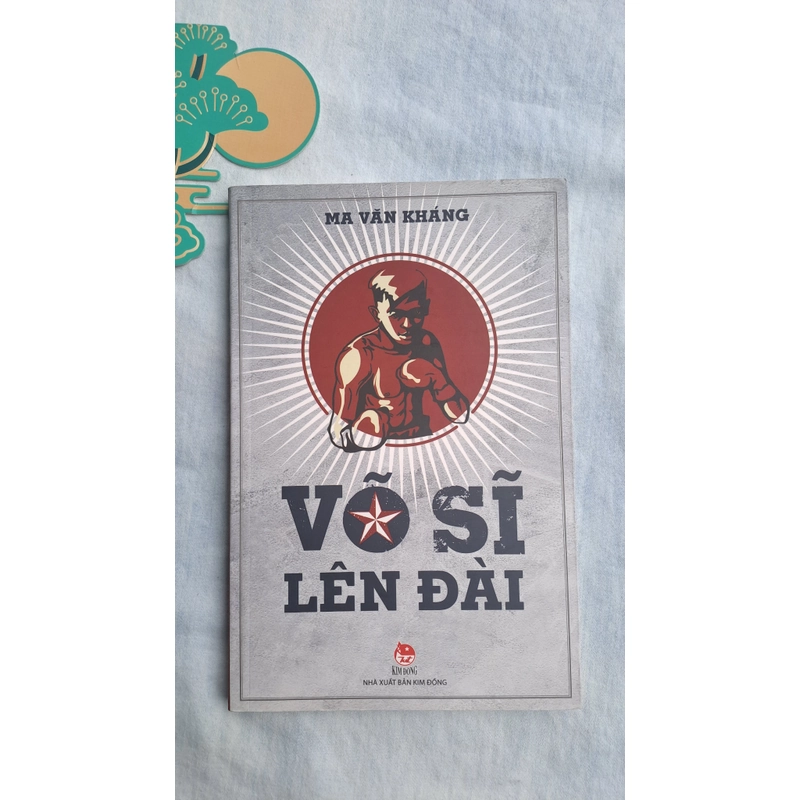 MA VĂN KHÁNG
VÕ SĨ
LÊN ĐÀI
KIM ĐỒNG
NHÀ XUẤT BẢN KIM ĐỒNG